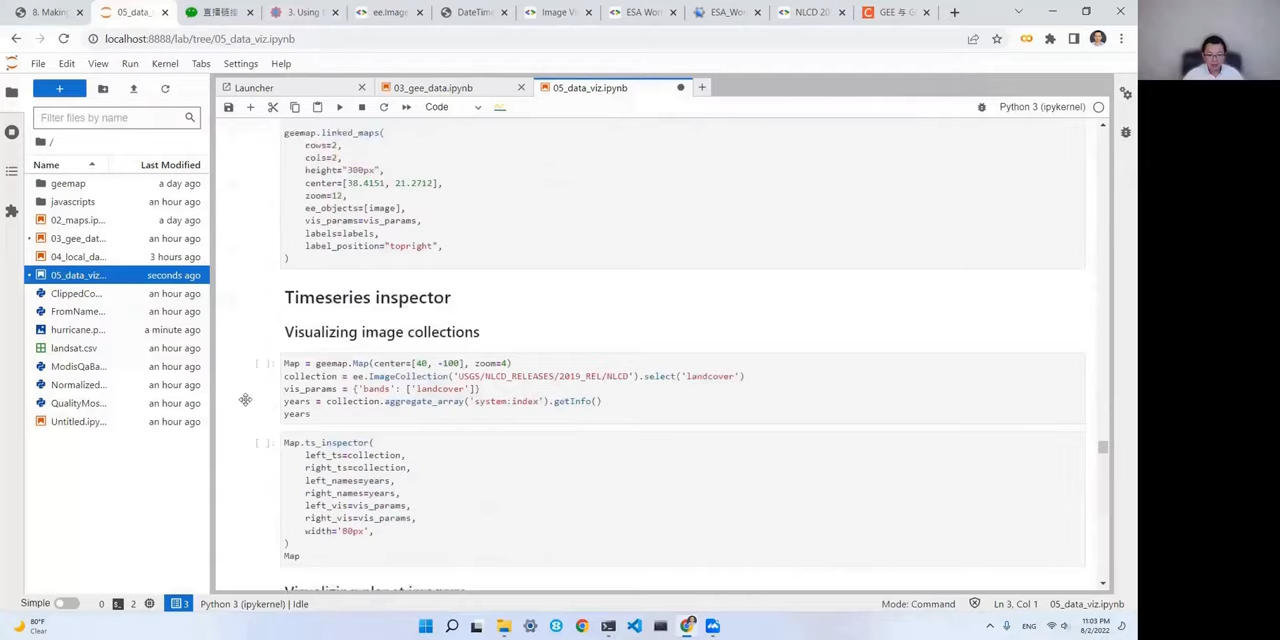 8. Making
05_data_
直播链接
3. Using
ee.Image
DateTime
Image Vi
ESA Wor
ESA_Wo
NLCD 20
GEE 与 G
localhost:8888/lab/tree/05_data_viz.ipynb
File Edit View Run Kernel Tabs Settings Help
Launcher
03_gee_data.ipynb
05_data_viz.ipynb
Code
Python 3 (ipykernel)
Filter files by name
/
Name Last Modified
geemap a day ago
javascripts an hour ago
02_maps.ip... a day ago
03_gee_dat... an hour ago
04_local_da... 3 hours ago
05_data_viz... seconds ago
ClippedCo... an hour ago
FromName... an hour ago
hurricane.p... a minute ago
landsat.csv an hour ago
ModisQaBa... an hour ago
Normalized... an hour ago
QualityMos... an hour ago
Untitled.ipy... an hour ago
geemap.linked_maps(
rows=2,
cols=2,
height="300px",
center=[38.4151, 21.2712],
zoom=12,
ee_objects=[image],
vis_params=vis_params,
labels=labels,
label_position="topright",
)
Timeseries inspector
Visualizing image collections
[ ]:
Map = geemap.Map(center=[40, -100], zoom=4)
collection = ee.ImageCollection('USGS/NLCD_RELEASES/2019_REL/NLCD').select('landcover')
vis_params = {'bands': ['landcover']}
years = collection.aggregate_array('system:index').getInfo()
years
[ ]:
Map.ts_inspector(
left_ts=collection,
right_ts=collection,
left_names=years,
right_names=years,
left_vis=vis_params,
right_vis=vis_params,
width='80px',
)
Map
Simple 0 2 3 Python 3 (ipykernel) | Idle
Mode: Command Ln 3, Col 1 05_data_viz.ipynb
80°F
Clear
ENG
11:03 PM
8/2/2022